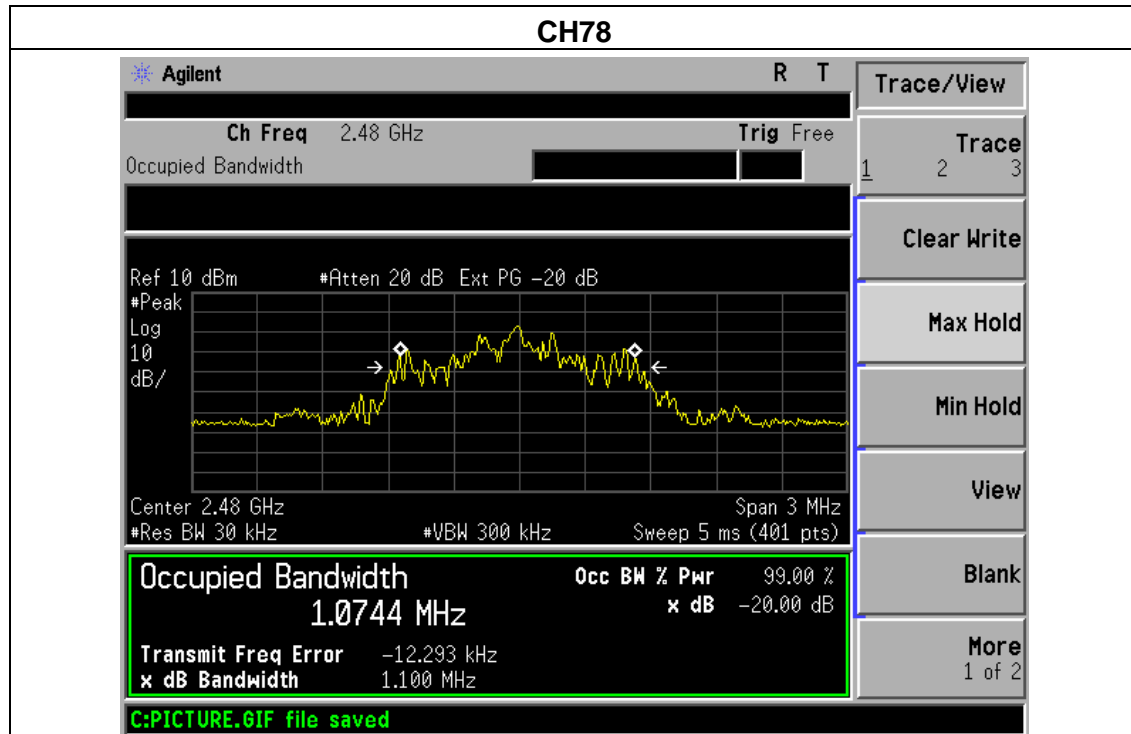 CH78
Agilent R T
Trace/View
Ch Freq 2.48 GHz Trig Free
Occupied Bandwidth
Trace
1 2 3
Clear Write
Ref 10 dBm #Atten 20 dB Ext PG −20 dB
#Peak
Log
10
dB/
Max Hold
Min Hold
View
Center 2.48 GHz Span 3 MHz
#Res BW 30 kHz #VBW 300 kHz Sweep 5 ms (401 pts)
Occupied Bandwidth Occ BW % Pwr 99.00 %
1.0744 MHz x dB −20.00 dB
Blank
Transmit Freq Error −12.293 kHz
x dB Bandwidth 1.100 MHz
More
1 of 2
C:PICTURE.GIF file saved